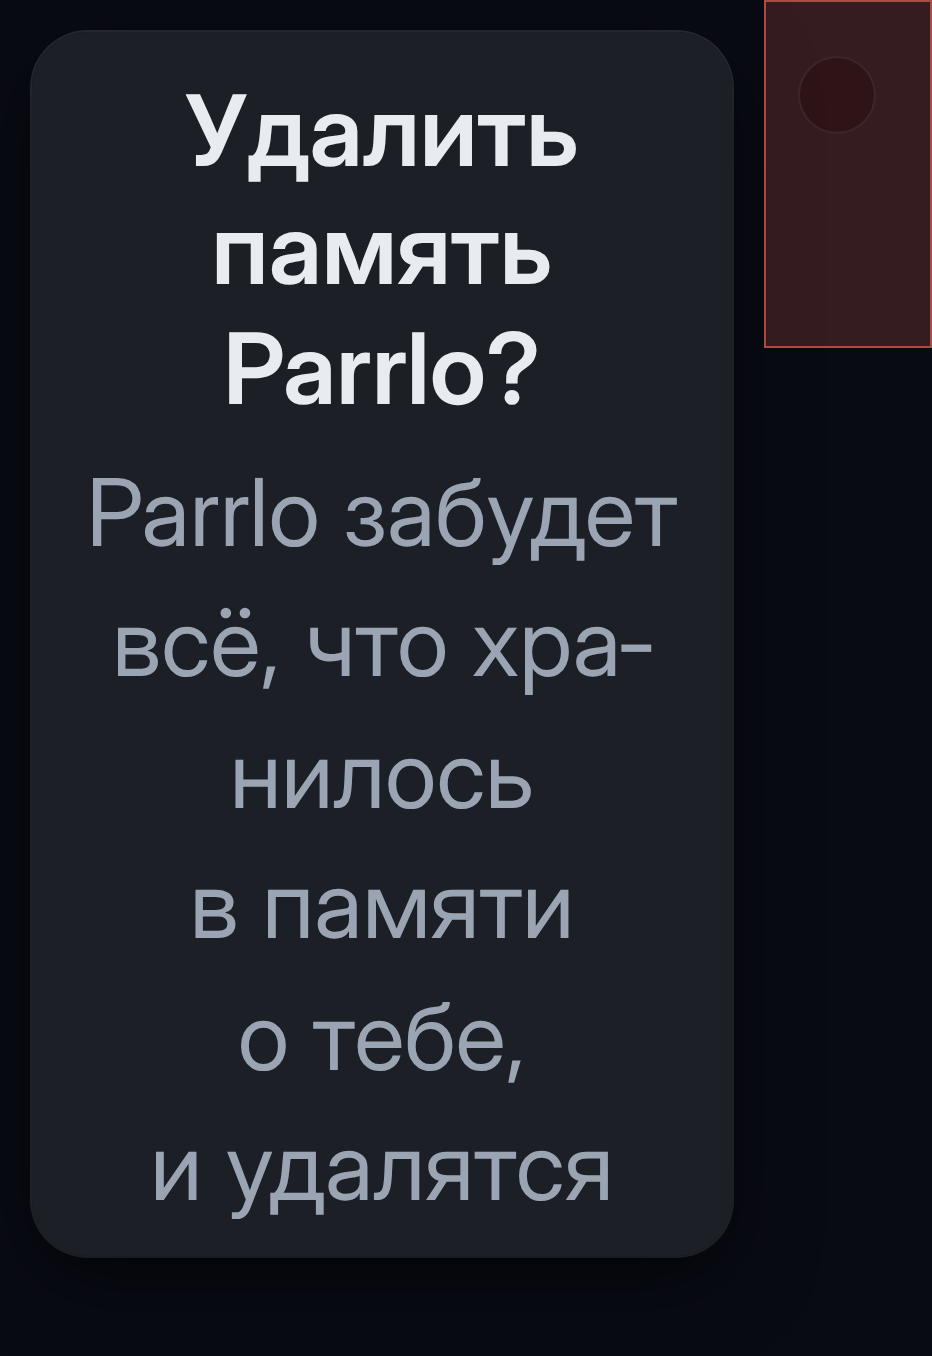 Удалить
память
Parrlo?
Parrlo забудет
всё, что хра-
нилось
в памяти
о тебе,
и удалятся